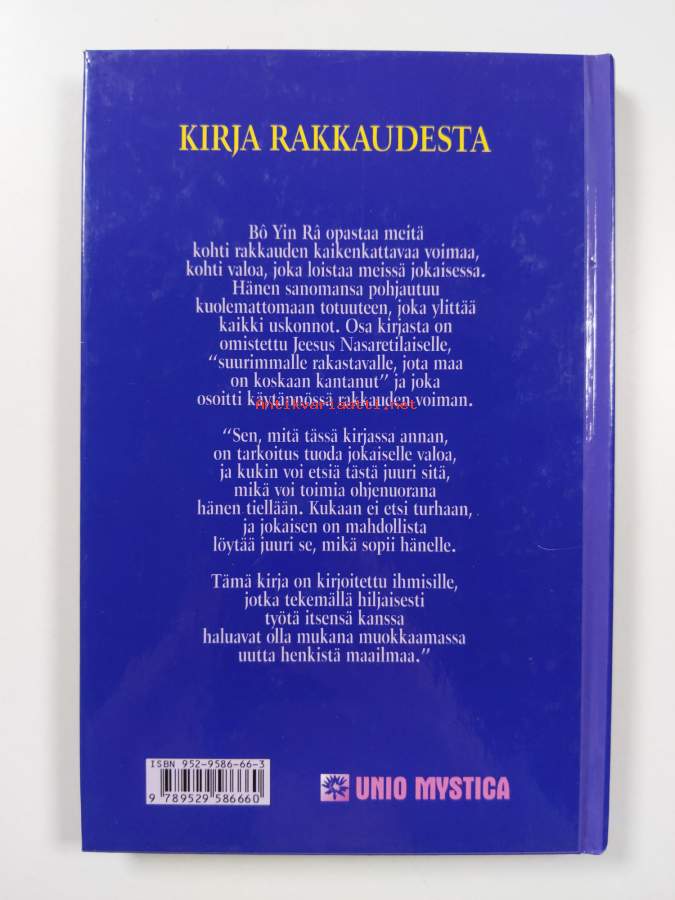 KIRJA RAKKAUDESTA
Bô Yin Râ opastaa meitä
kohti rakkauden kaikenkattavaa voimaa,
kohti valoa, joka loistaa meissä jokaisessa.
Hänen sanomansa pohjautuu
kuolemattomaan totuuteen, joka ylittää
kaikki uskonnot. Osa kirjasta on
omistettu Jeesus Nasaretilaiselle,
“suurimmalle rakastavalle, jota maa
on koskaan kantanut” ja joka
osoitti käytännössä rakkauden voiman.
Antikvariaatti.net
“Sen, mitä tässä kirjassa annan,
on tarkoitus tuoda jokaiselle valoa,
ja kukin voi etsiä tästä juuri sitä,
mikä voi toimia ohjenuorana
hänen tiellään. Kukaan ei etsi turhaan,
ja jokaisen on mahdollista
löytää juuri se, mikä sopii hänelle.
Tämä kirja on kirjoitettu ihmisille,
jotka tekemällä hiljaisesti
työtä itsensä kanssa
haluavat olla mukana muokkaamassa
uutta henkistä maailmaa.”
ISBN 952-9586-66-3
9 789529 586660
UNIO MYSTICA